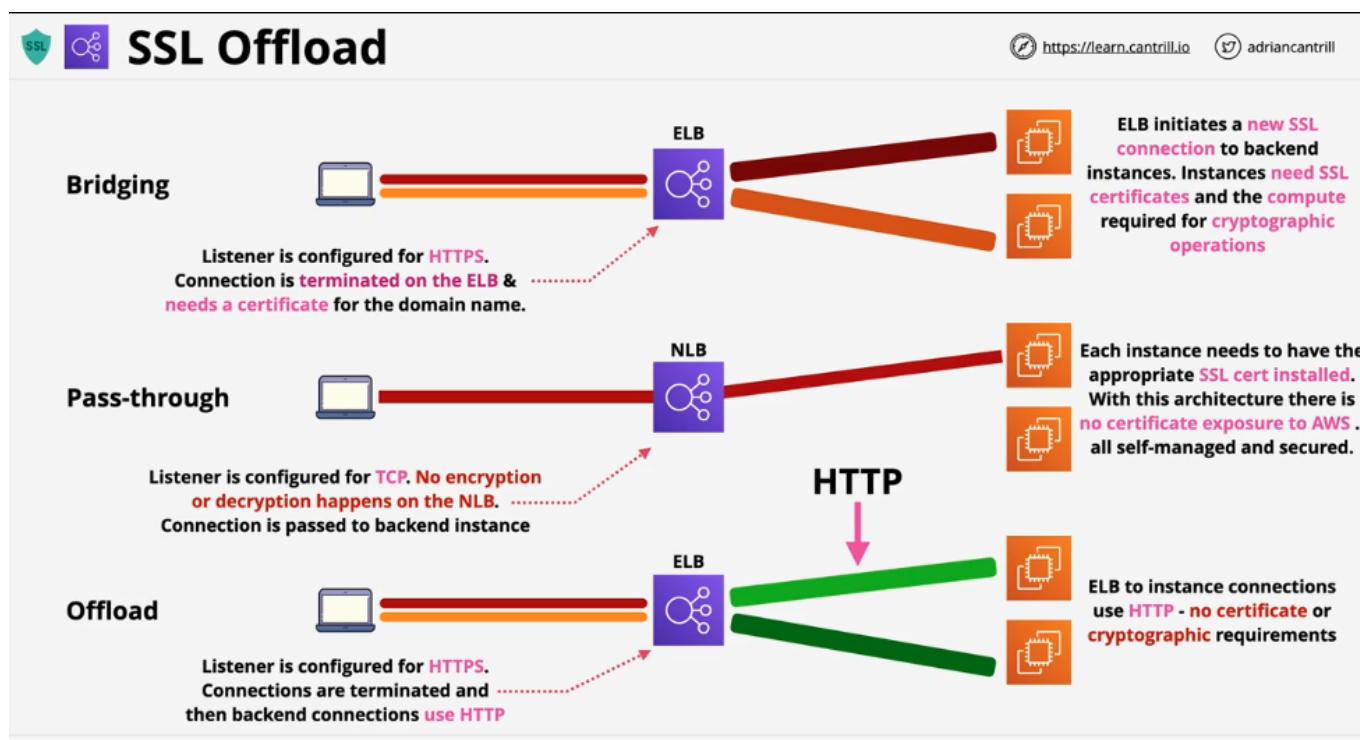 SSL
SSL Offload
https://learn.cantrill.io
adriancantrill
Bridging
ELB
Listener is configured for HTTPS.
Connection is terminated on the ELB &
needs a certificate for the domain name.
ELB initiates a new SSL
connection to backend
instances. Instances need SSL
certificates and the compute
required for cryptographic
operations
Pass-through
NLB
Listener is configured for TCP. No encryption
or decryption happens on the NLB.
Connection is passed to backend instance
Each instance needs to have the
appropriate SSL cert installed.
With this architecture there is
no certificate exposure to AWS .
all self-managed and secured.
HTTP
Offload
ELB
Listener is configured for HTTPS.
Connections are terminated and
then backend connections use HTTP
ELB to instance connections
use HTTP - no certificate or
cryptographic requirements